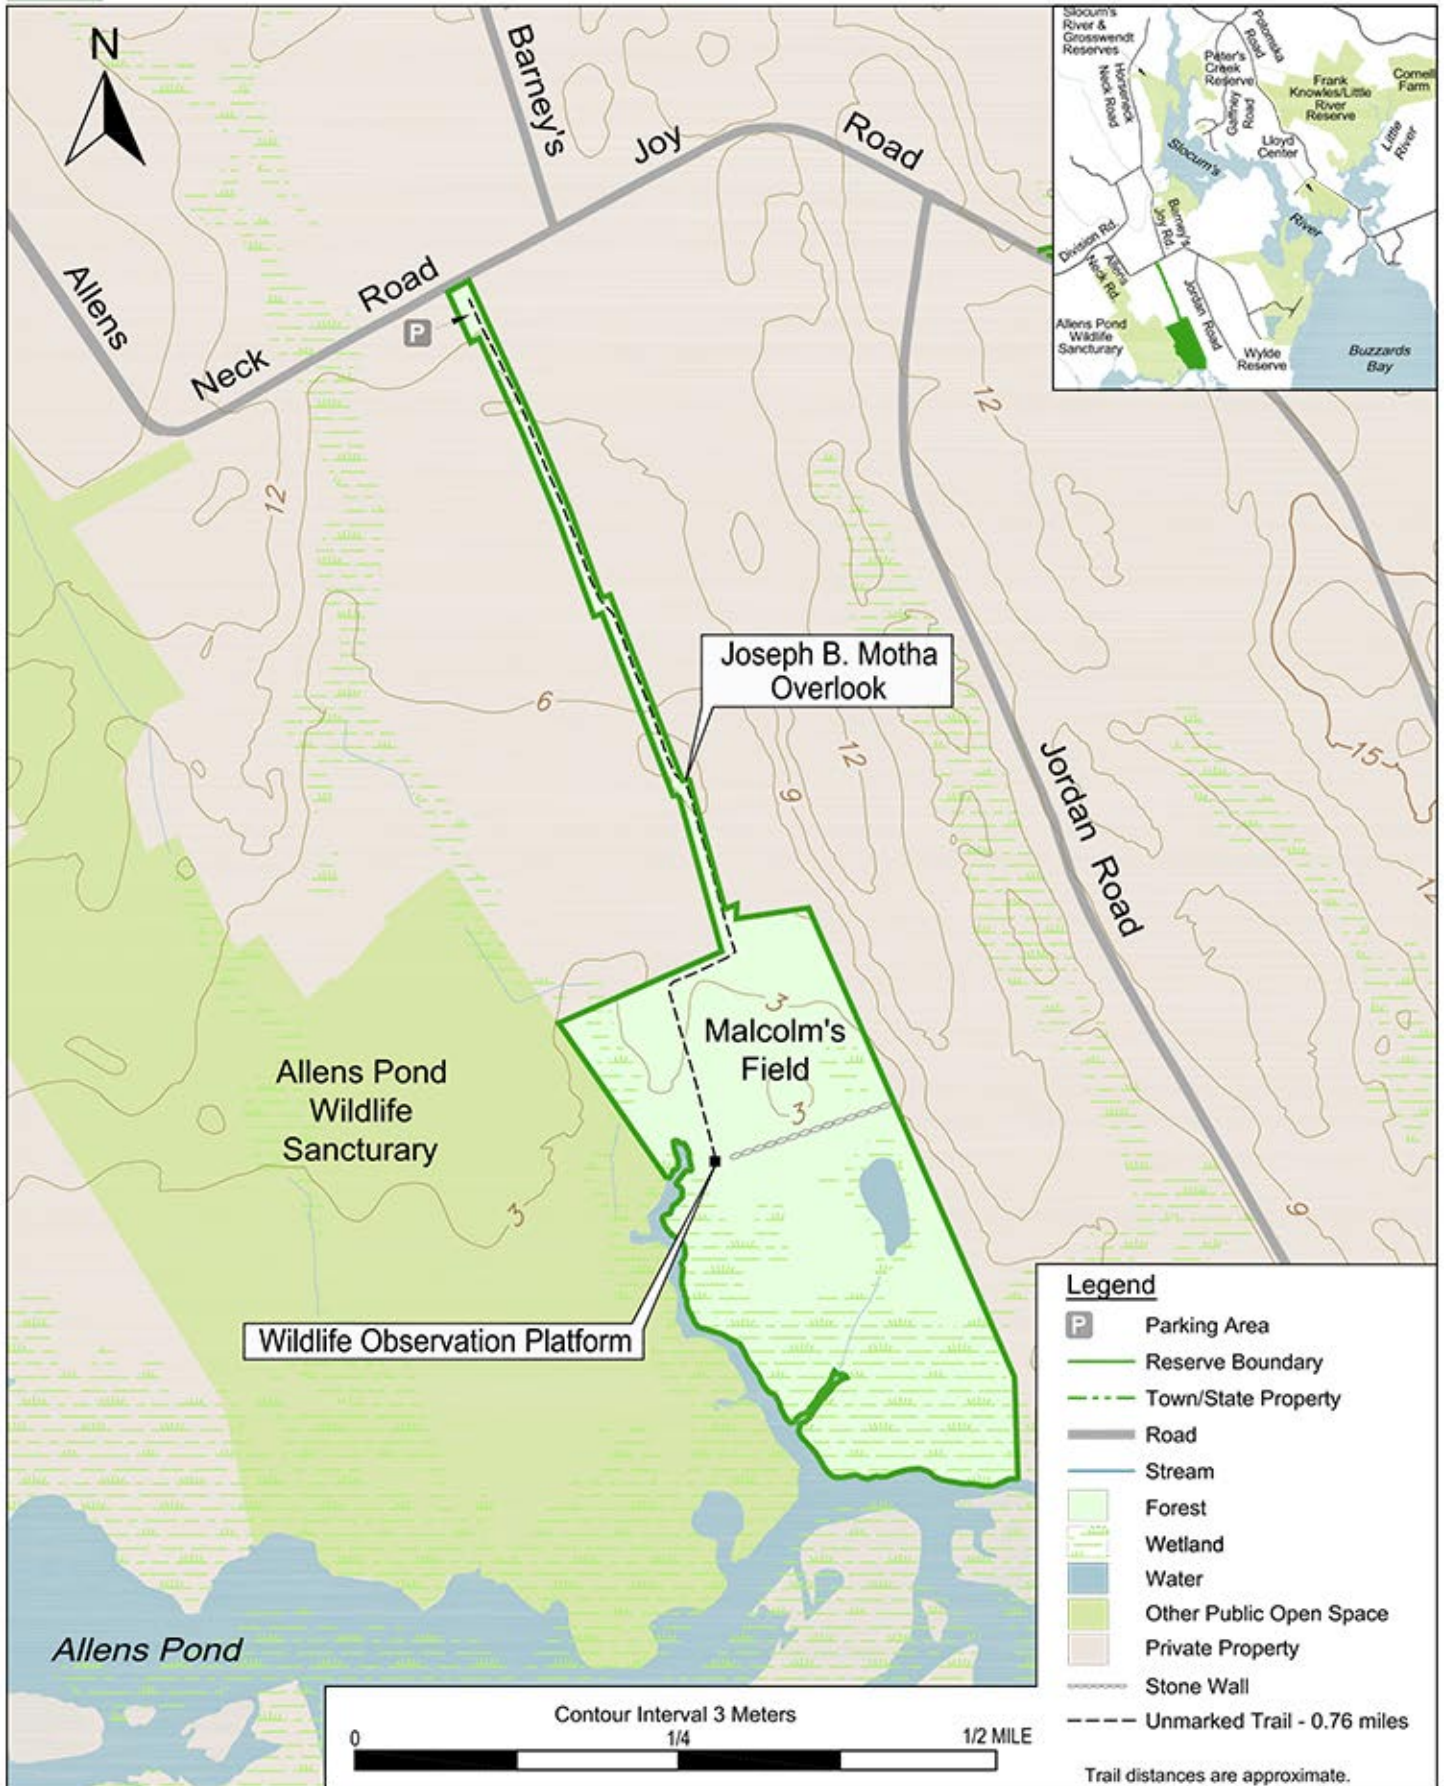 N
Barney's
Joy
Road
Allens
Neck
Road
P
12
12
6
12
9
15
12
Joseph B. Motha
Overlook
Jordan Road
3
Malcolm's
Field
3
Allens Pond
Wildlife
Sancturary
3
9
Wildlife Observation Platform
Allens Pond
Slocum's
River &
Grosswendt
Reserves
Horseneck
Neck Road
Potomska
Road
Peter's
Creek
Reserve
Gaffney
Road
Frank
Knowles/Little
River
Reserve
Cornell
Farm
Little
River
Lloyd
Center
Slocum's
River
Barney's
Joy Rd.
Division Rd.
Allens
Neck Rd.
Jordan Road
Allens Pond
Wildlife
Sancturary
Wylde
Reserve
Buzzards
Bay
Legend
P Parking Area
Reserve Boundary
Town/State Property
Road
Stream
Forest
Wetland
Water
Other Public Open Space
Private Property
Stone Wall
Unmarked Trail - 0.76 miles
Trail distances are approximate.
Contour Interval 3 Meters
0 1/4 1/2 MILE